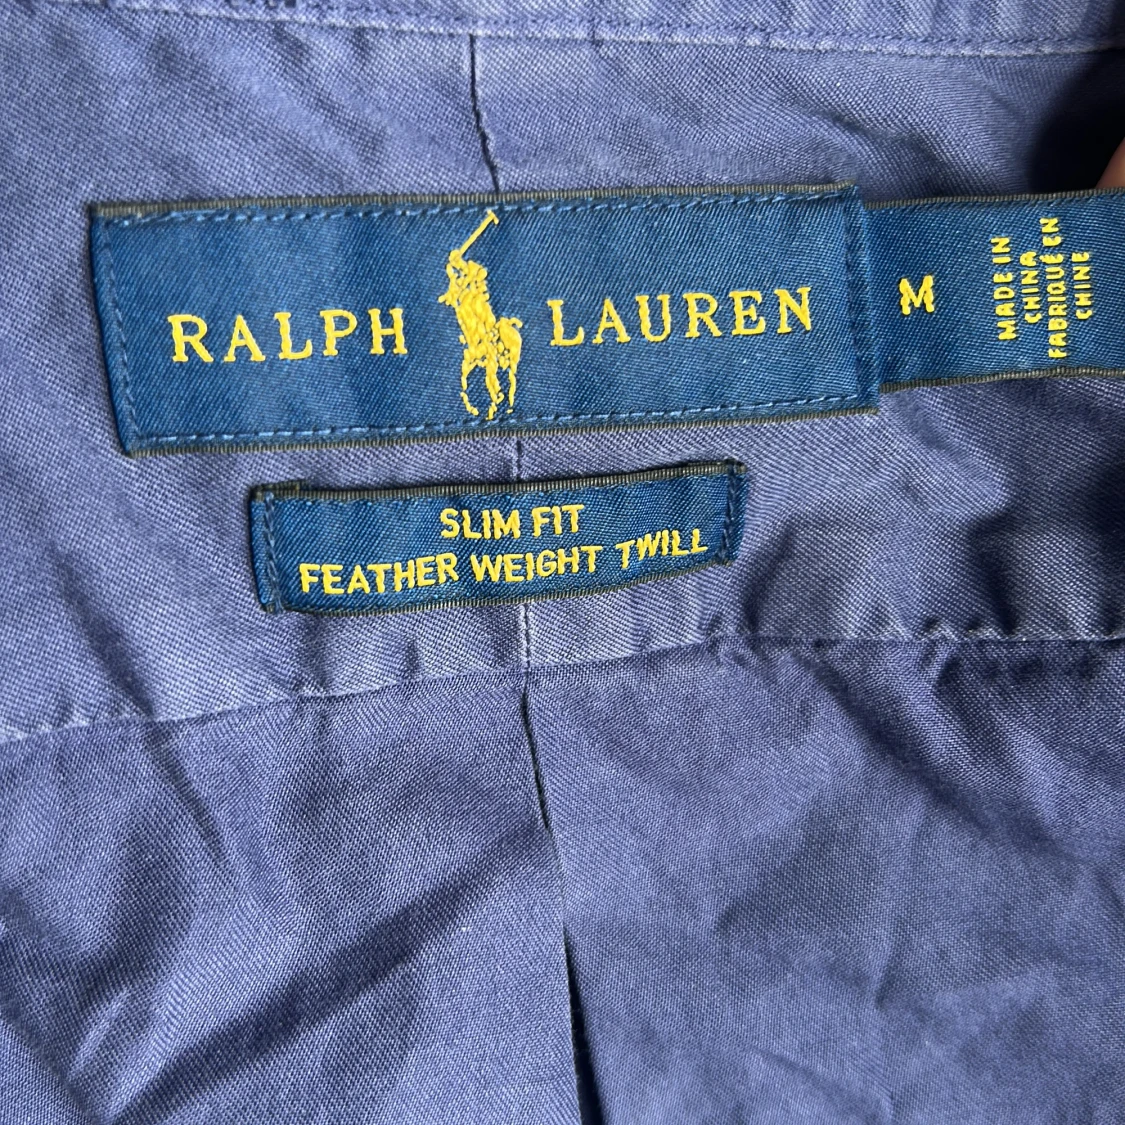 RALPH LAUREN
M
MADE IN
CHINA
FABRIQUÉ EN
CHINE
SLIM FIT
FEATHER WEIGHT TWILL